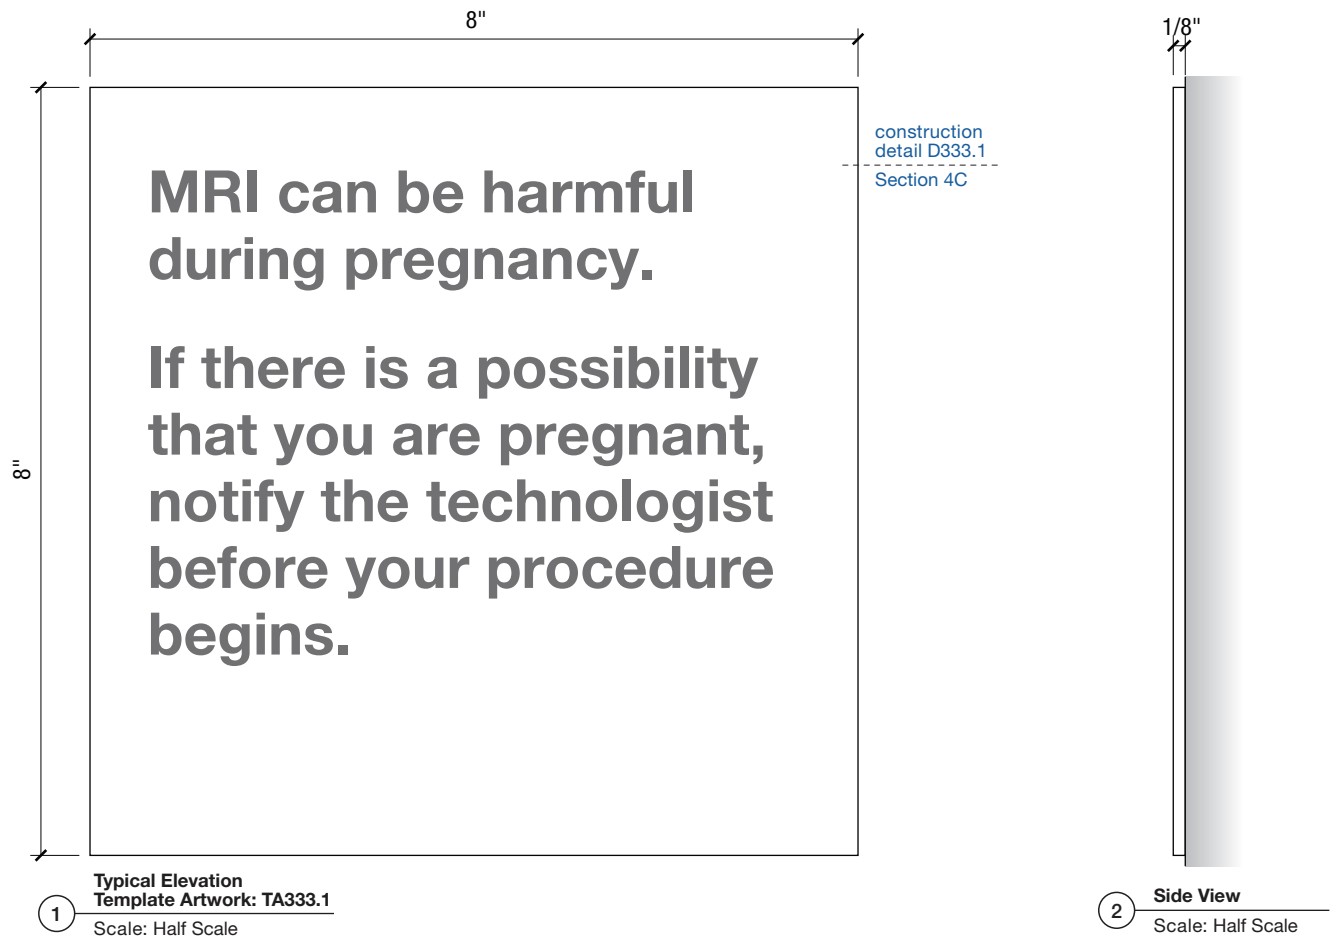 8"
1/8"
construction
detail D333.1
Section 4C
MRI can be harmful
during pregnancy.
If there is a possibility
that you are pregnant,
notify the technologist
before your procedure
begins.
8"
1
Typical Elevation
Template Artwork: TA333.1
Scale: Half Scale
2
Side View
Scale: Half Scale